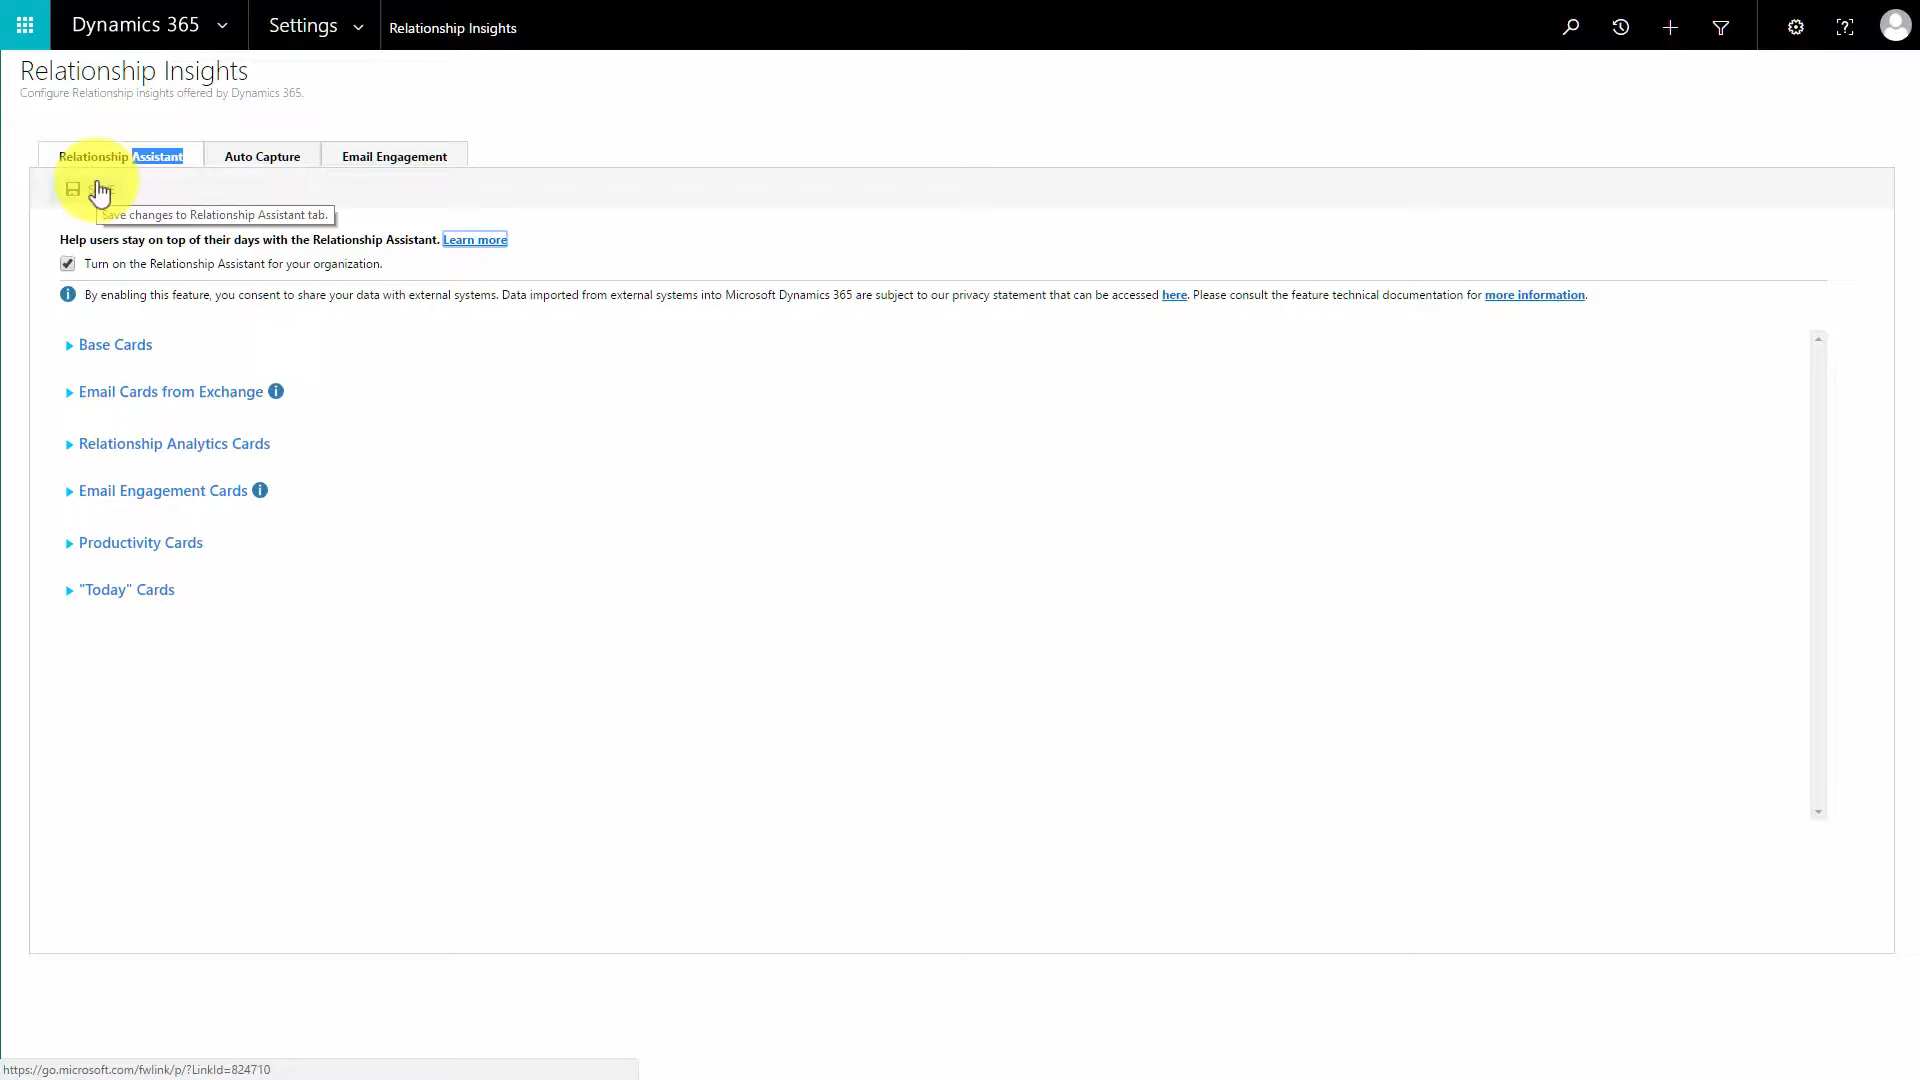 Dynamics 365
Settings
Relationship Insights
Relationship Insights
Configure Relationship insights offered by Dynamics 365.
Relationship Assistant
Auto Capture
Email Engagement
Save changes to Relationship Assistant tab.
Help users stay on top of their days with the Relationship Assistant. Learn more
Turn on the Relationship Assistant for your organization.
By enabling this feature, you consent to share your data with external systems. Data imported from external systems into Microsoft Dynamics 365 are subject to our privacy statement that can be accessed here. Please consult the feature technical documentation for more information.
Base Cards
Email Cards from Exchange
Relationship Analytics Cards
Email Engagement Cards
Productivity Cards
"Today" Cards
https://go.microsoft.com/fwlink/p/?LinkId=824710